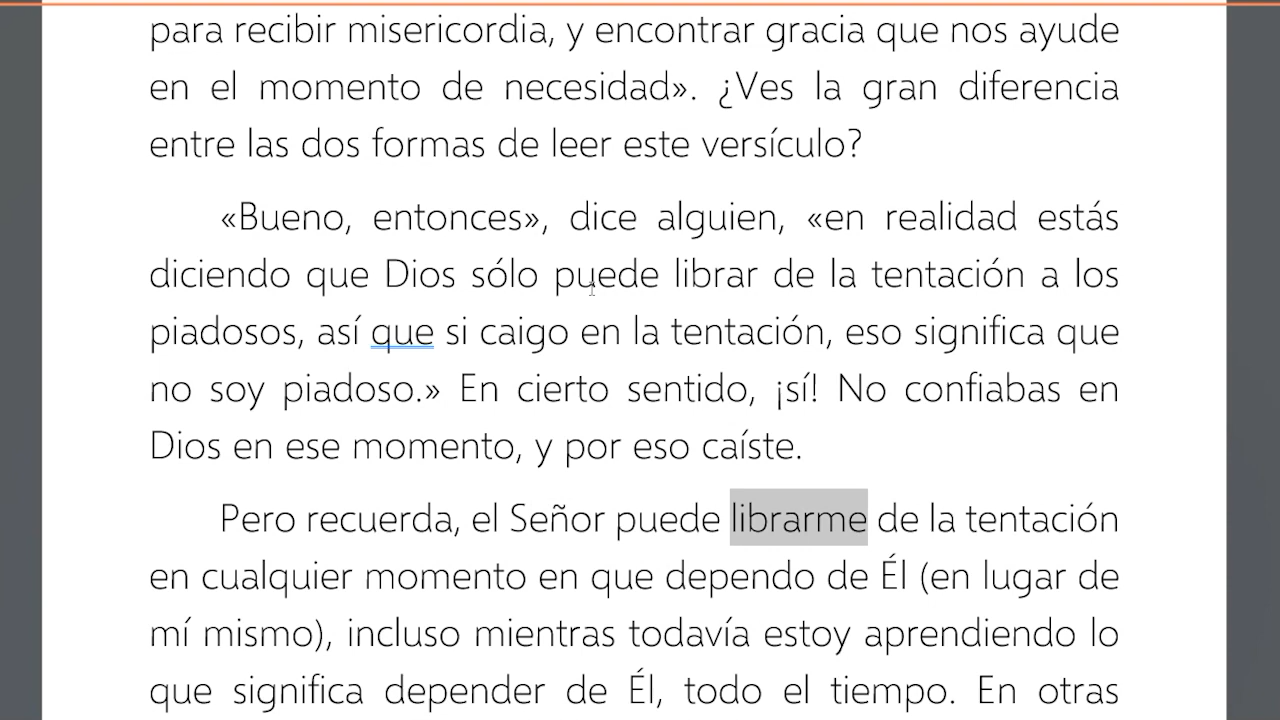 para recibir misericordia, y encontrar gracia que nos ayude
en el momento de necesidad». ¿Ves la gran diferencia
entre las dos formas de leer este versículo?
«Bueno, entonces», dice alguien, «en realidad estás
diciendo que Dios sólo puede librar de la tentación a los
piadosos, así que si caigo en la tentación, eso significa que
no soy piadoso.» En cierto sentido, ¡sí! No confiabas en
Dios en ese momento, y por eso caíste.
Pero recuerda, el Señor puede librarme de la tentación
en cualquier momento en que dependo de Él (en lugar de
mí mismo), incluso mientras todavía estoy aprendiendo lo
que significa depender de Él, todo el tiempo. En otras